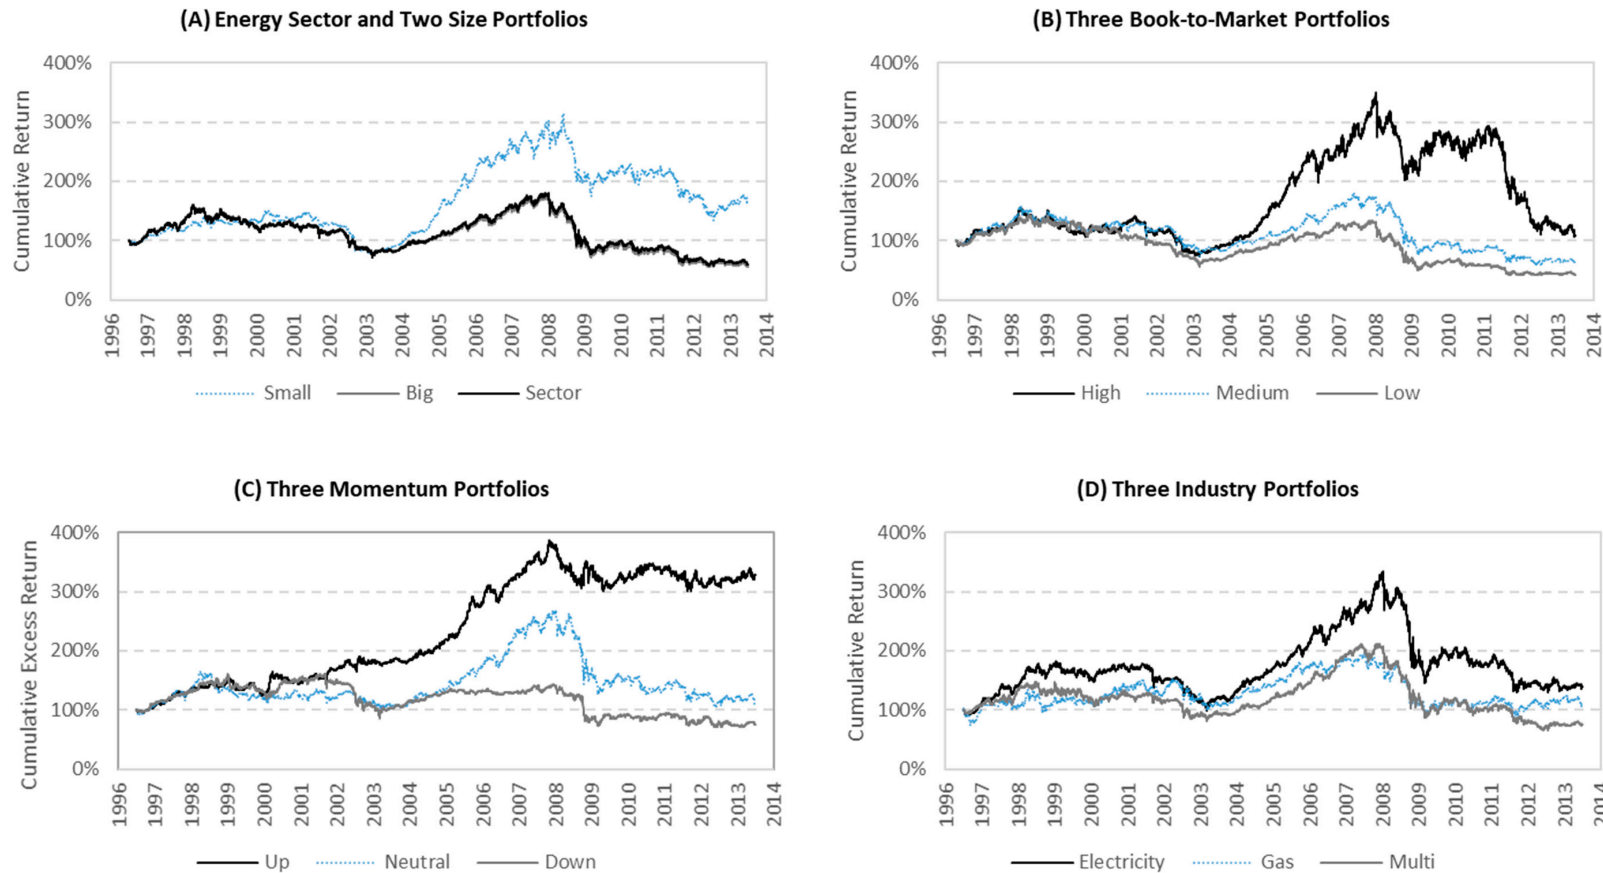 (A) Energy Sector and Two Size Portfolios
400%
300%
200%
100%
0%
Cumulative Return
1996 1997 1998 1999 2000 2001 2002 2003 2004 2005 2006 2007 2008 2009 2010 2011 2012 2013 2014
Small Big Sector
(B) Three Book-to-Market Portfolios
400%
300%
200%
100%
0%
Cumulative Return
1996 1997 1998 1999 2000 2001 2002 2003 2004 2005 2006 2007 2008 2009 2010 2011 2012 2013 2014
High Medium Low
(C) Three Momentum Portfolios
400%
300%
200%
100%
0%
Cumulative Excess Return
1996 1997 1998 1999 2000 2001 2002 2003 2004 2005 2006 2007 2008 2009 2010 2011 2012 2013 2014
Up Neutral Down
(D) Three Industry Portfolios
400%
300%
200%
100%
0%
Cumulative Return
1996 1997 1998 1999 2000 2001 2002 2003 2004 2005 2006 2007 2008 2009 2010 2011 2012 2013 2014
Electricity Gas Multi